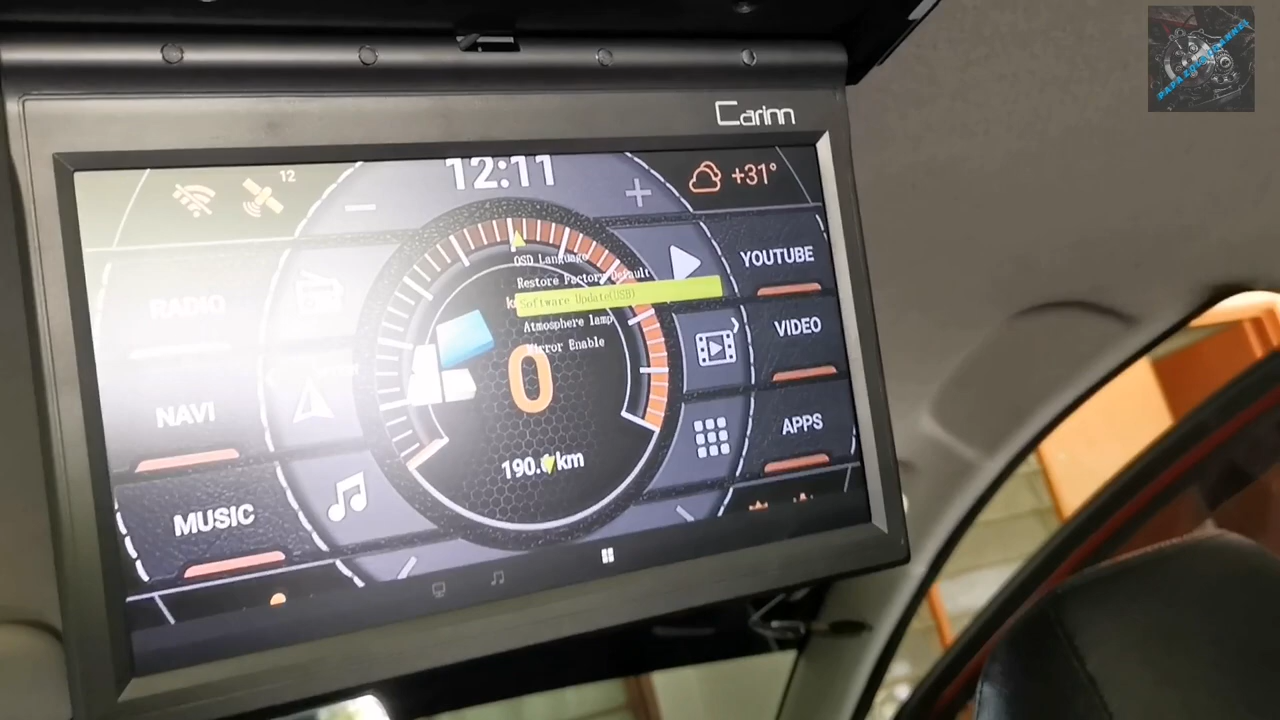 Carinn
12:11
12
+31°
OSD Language
Restore Factory Default
Software Update(USB)
Atmosphere lamp
Mirror Enable
RADIO
NAVI
MUSIC
YOUTUBE
VIDEO
APPS
0
km